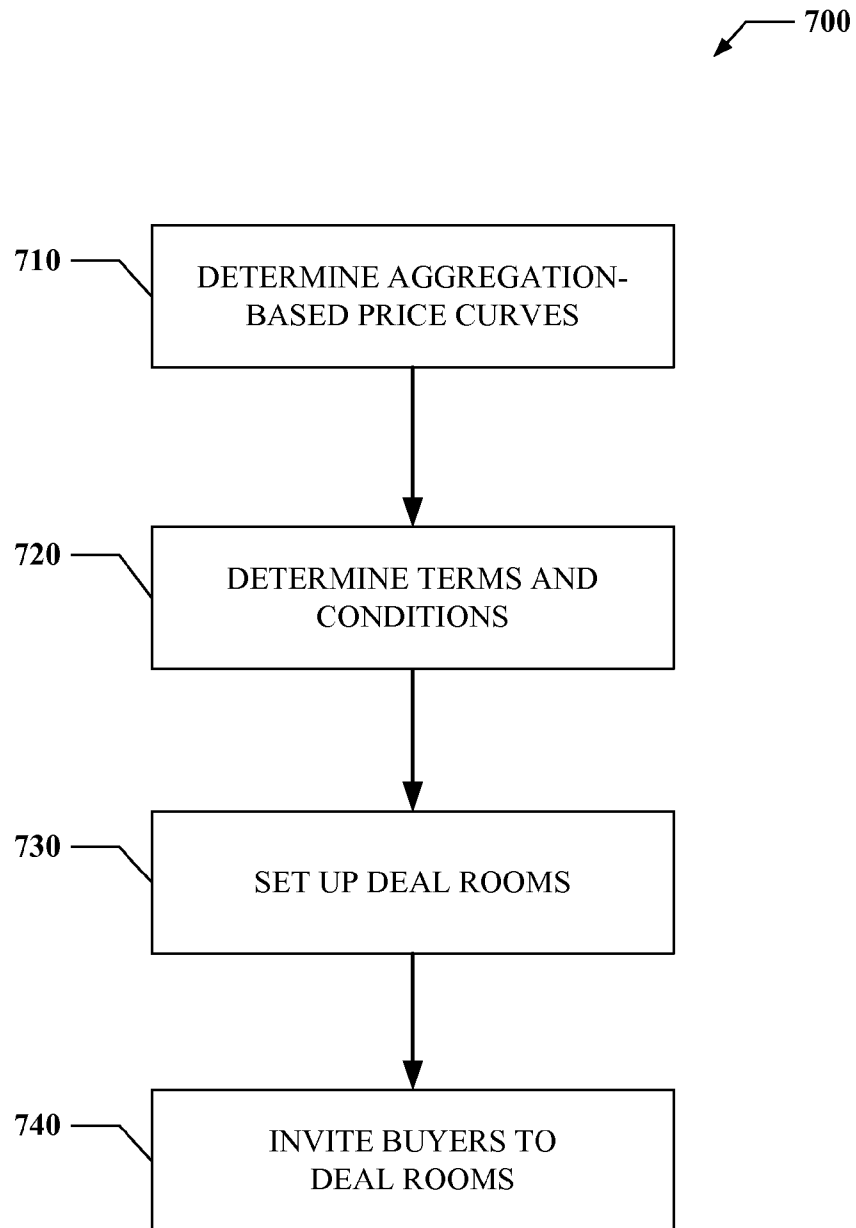 700
710
DETERMINE AGGREGATION-
BASED PRICE CURVES
720
DETERMINE TERMS AND
CONDITIONS
730
SET UP DEAL ROOMS
740
INVITE BUYERS TO
DEAL ROOMS